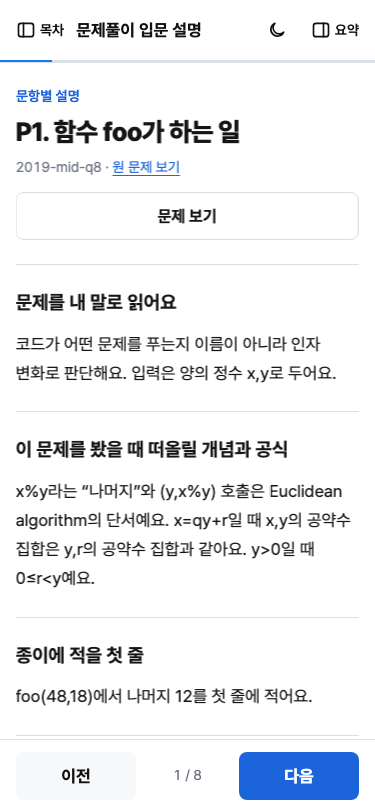 목차 문제풀이 입문 설명 요약
문항별 설명
P1. 함수 foo가 하는 일
2019-mid-q8 · 원 문제 보기
문제 보기
문제를 내 말로 읽어요
코드가 어떤 문제를 푸는지 이름이 아니라 인자
변화로 판단해요. 입력은 양의 정수 x,y로 두어요.
이 문제를 봤을 때 떠올릴 개념과 공식
x%y라는 “나머지”와 (y,x%y) 호출은 Euclidean
algorithm의 단서예요. x=qy+r일 때 x,y의 공약수
집합은 y,r의 공약수 집합과 같아요. y>0일 때
0≤r<y예요.
종이에 적을 첫 줄
foo(48,18)에서 나머지 12를 첫 줄에 적어요.
이전 1 / 8 다음